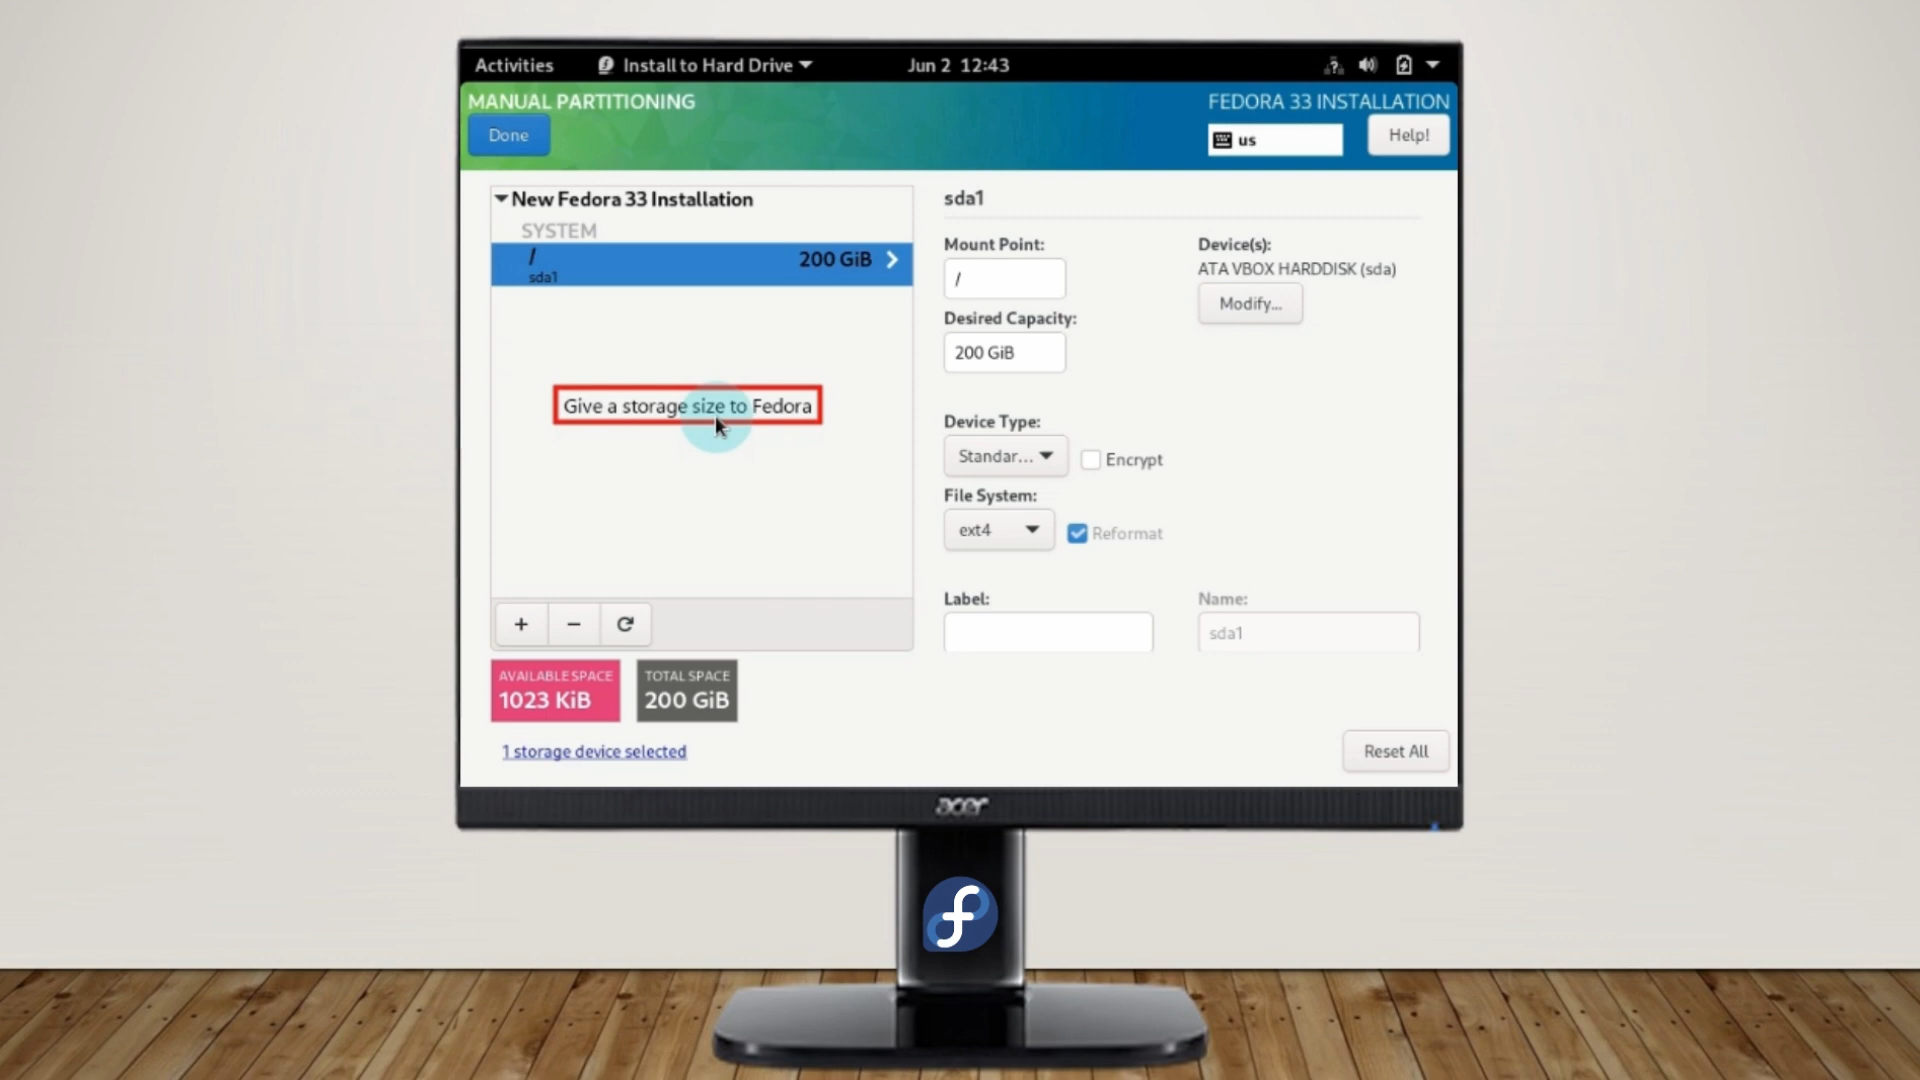 Activities Install to Hard Drive Jun 2 12:43
MANUAL PARTITIONING
FEDORA 33 INSTALLATION
Done
us
Help!
New Fedora 33 Installation
SYSTEM
/ 200 GiB
sda1
Give a storage size to Fedora
+ −
AVAILABLE SPACE
1023 KiB
TOTAL SPACE
200 GiB
1 storage device selected
sda1
Mount Point:
/
Device(s):
ATA VBOX HARDDISK (sda)
Modify...
Desired Capacity:
200 GiB
Device Type:
Standar...
Encrypt
File System:
ext4
Reformat
Label:
Name:
sda1
Reset All
acer